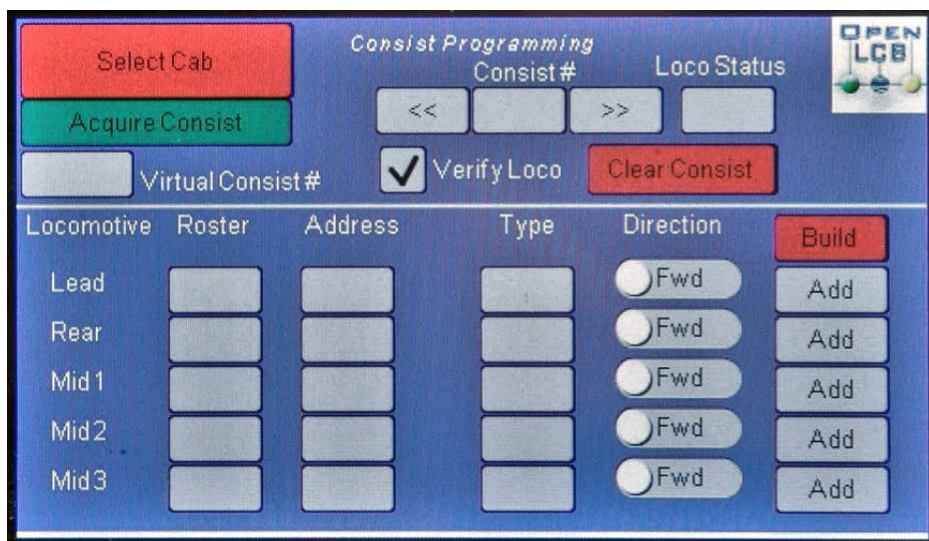 Select Cab
Consist Programming
OPEN
LCB
Consist #
Loco Status
<< >>
Acquire Consist
Virtual Consist #
Verify Loco
Clear Consist
Locomotive Roster Address Type Direction Build
Lead Fwd Add
Rear Fwd Add
Mid 1 Fwd Add
Mid 2 Fwd Add
Mid 3 Fwd Add